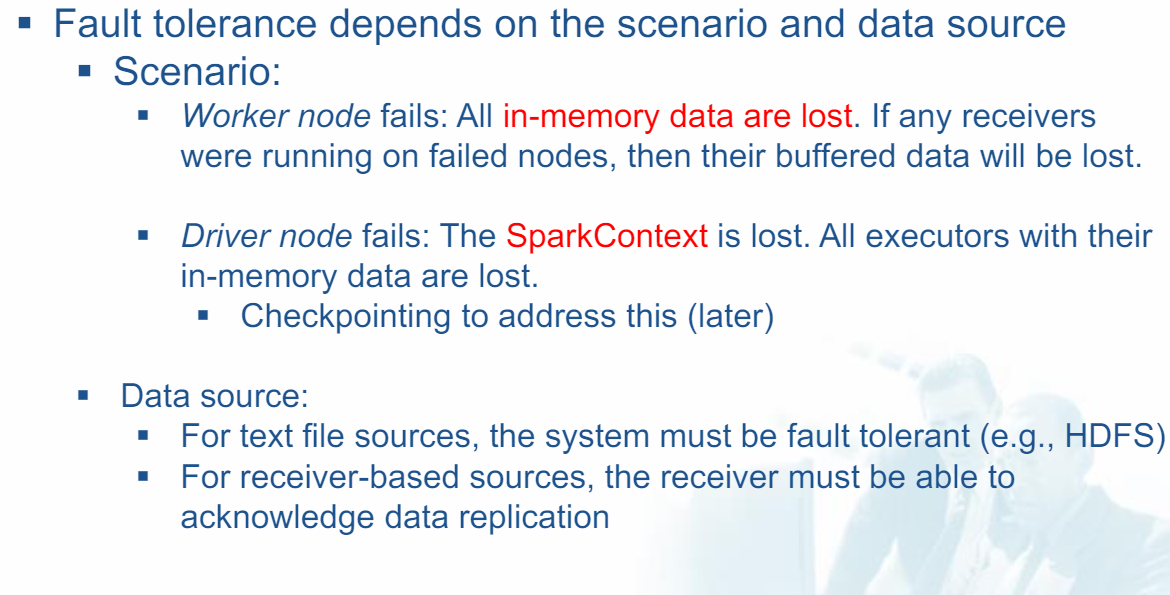 ▪ Fault tolerance depends on the scenario and data source
▪ Scenario:
▪ Worker node fails: All in-memory data are lost. If any receivers
were running on failed nodes, then their buffered data will be lost.
▪ Driver node fails: The SparkContext is lost. All executors with their
in-memory data are lost.
▪ Checkpointing to address this (later)
▪ Data source:
▪ For text file sources, the system must be fault tolerant (e.g., HDFS)
▪ For receiver-based sources, the receiver must be able to
acknowledge data replication